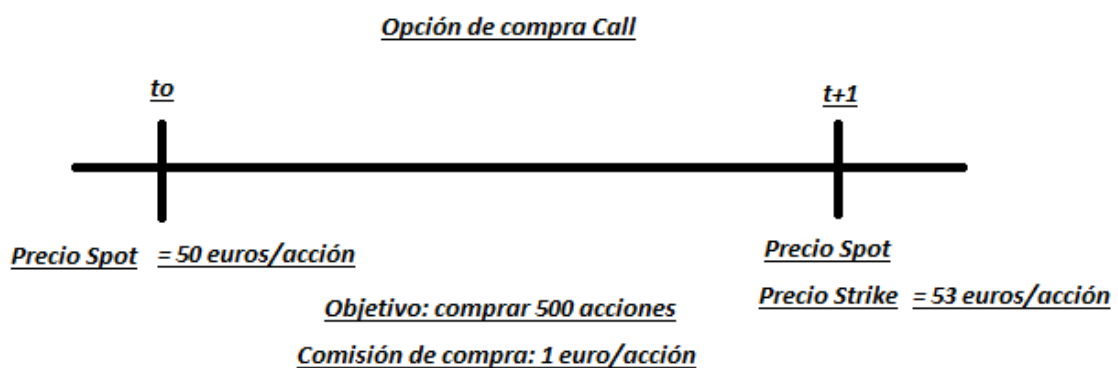 Opción de compra Call
to
t+1
Precio Spot = 50 euros/acción
Precio Spot
Precio Strike = 53 euros/acción
Objetivo: comprar 500 acciones
Comisión de compra: 1 euro/acción